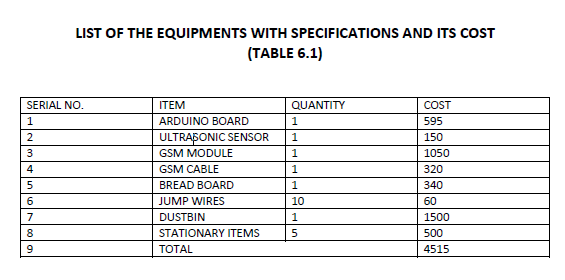 LIST OF THE EQUIPMENTS WITH SPECIFICATIONS AND ITS COST
(TABLE 6.1)
SERIAL NO. ITEM QUANTITY COST
1 ARDUINO BOARD 1 595
2 ULTRASONIC SENSOR 1 150
3 GSM MODULE 1 1050
4 GSM CABLE 1 320
5 BREAD BOARD 1 340
6 JUMP WIRES 10 60
7 DUSTBIN 1 1500
8 STATIONARY ITEMS 5 500
9 TOTAL 4515